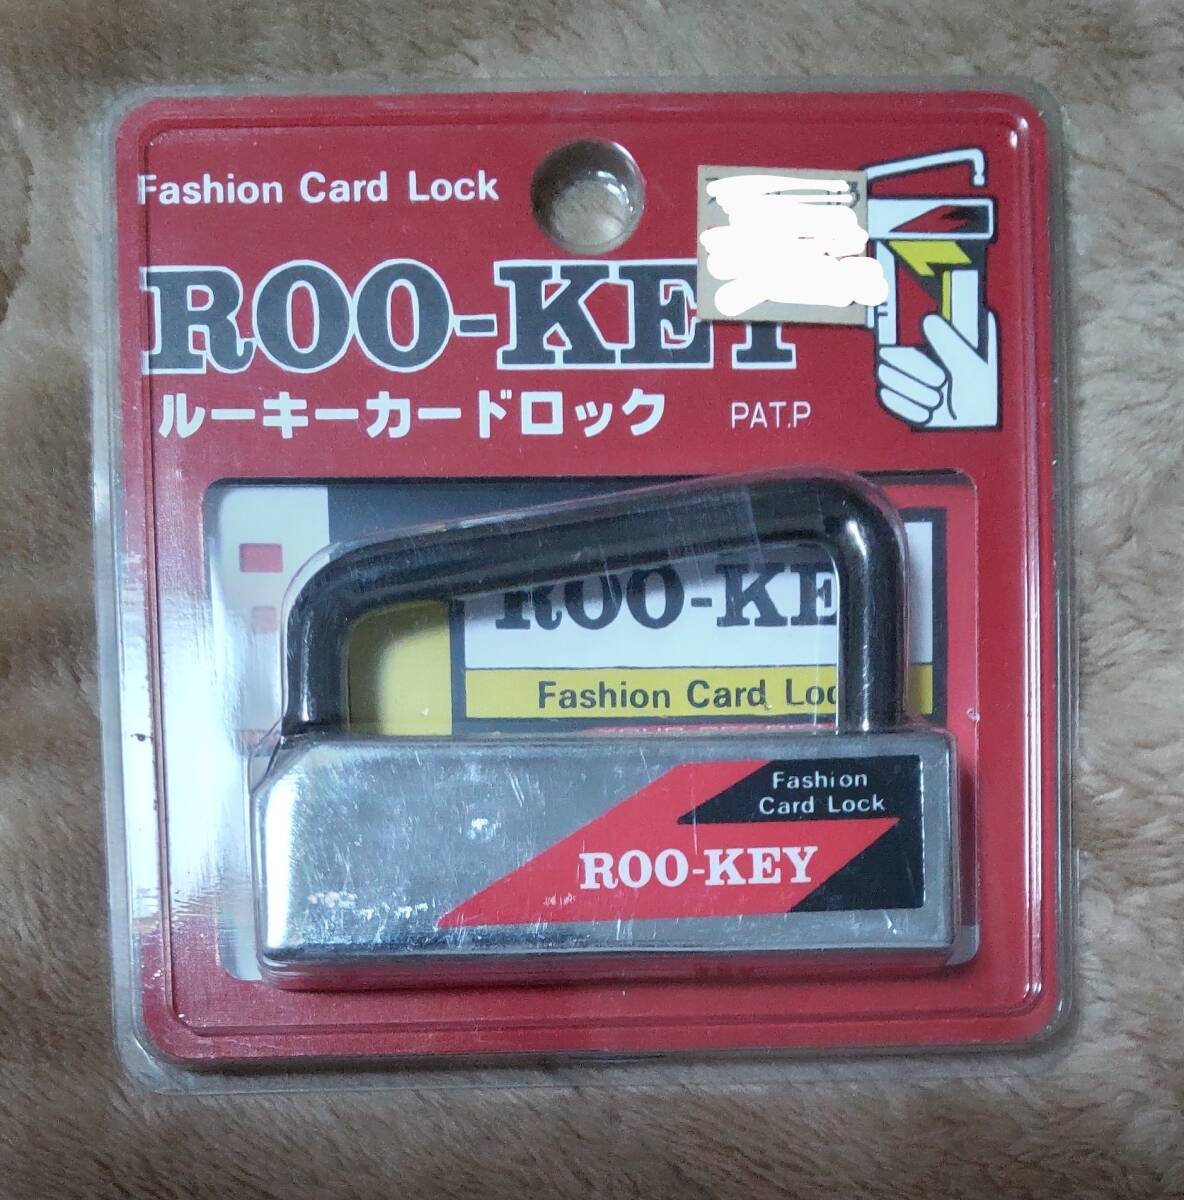 Fashion Card Lock
ROO-KEY
ルーキーカードロック
PAT.P
ROO-KE
Fashion Card Loc
Fashion
Card Lock
ROO-KEY